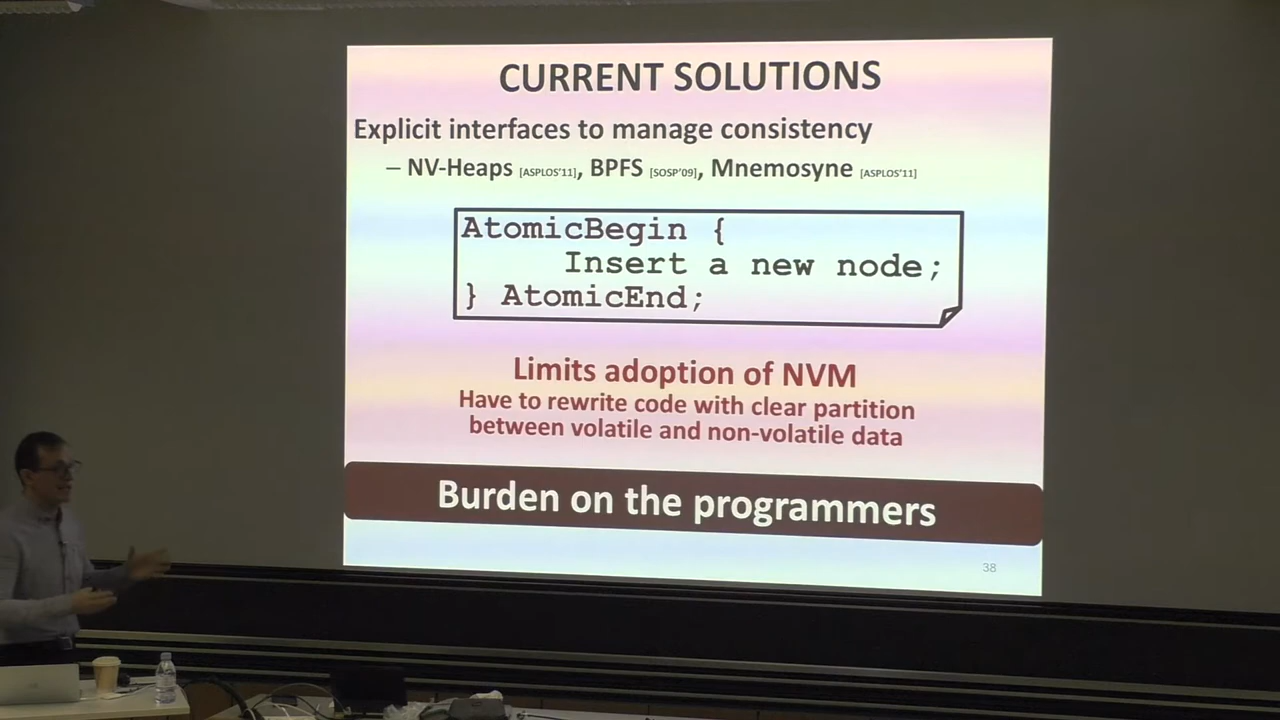 CURRENT SOLUTIONS
Explicit interfaces to manage consistency
– NV-Heaps [ASPLOS'11], BPFS [SOSP'09], Mnemosyne [ASPLOS'11]
AtomicBegin {
Insert a new node;
} AtomicEnd;
Limits adoption of NVM
Have to rewrite code with clear partition
between volatile and non-volatile data
Burden on the programmers
38